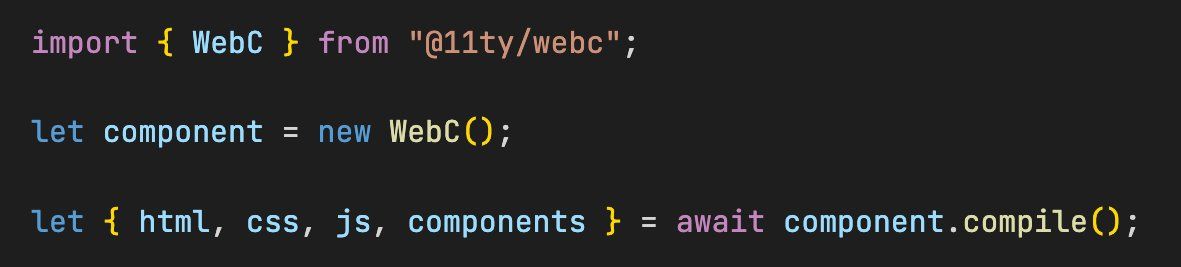 import { WebC } from "@11ty/webc";
let component = new WebC();
let { html, css, js, components } = await component.compile();